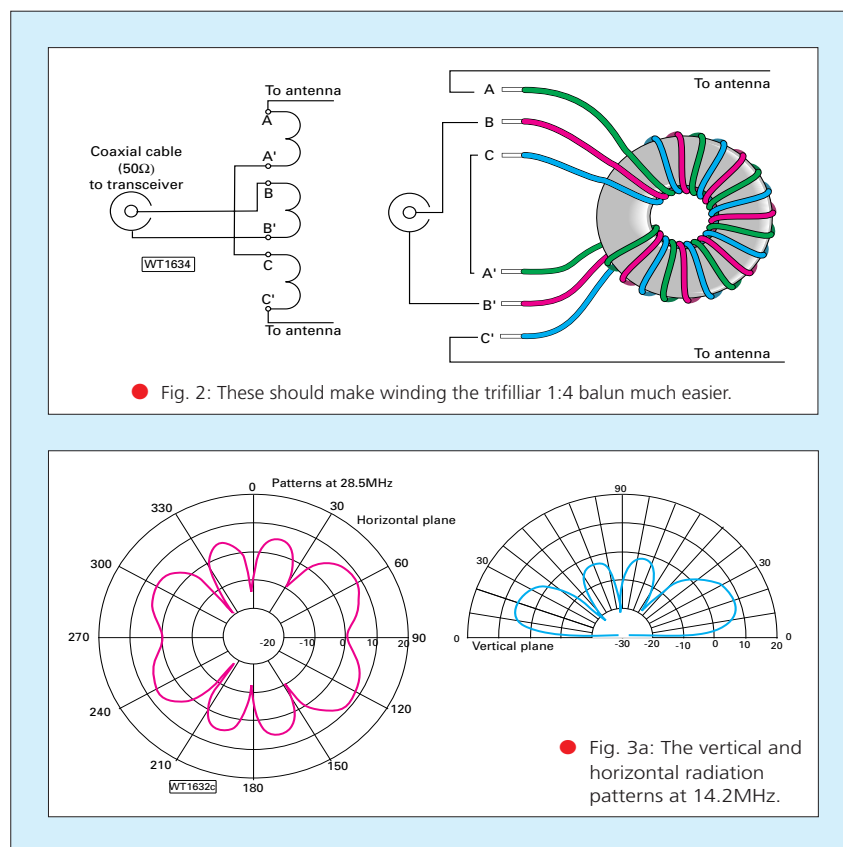 To antenna
A
Coaxial cable
(50Ω)
to transceiver
A'
B
B'
C
WT1634
C'
To antenna
To antenna
A
B
C
A'
B'
C'
To antenna
Fig. 2: These should make winding the trifilliar 1:4 balun much easier.
0
Patterns at 28.5MHz
330
30
Horizontal plane
300
60
270
-20
-10
0
10
20
90
240
120
210
150
WT1632c
180
90
30
30
0
0
Vertical plane
-30
-20
-10
0
10
20
Fig. 3a: The vertical and
horizontal radiation
patterns at 14.2MHz.